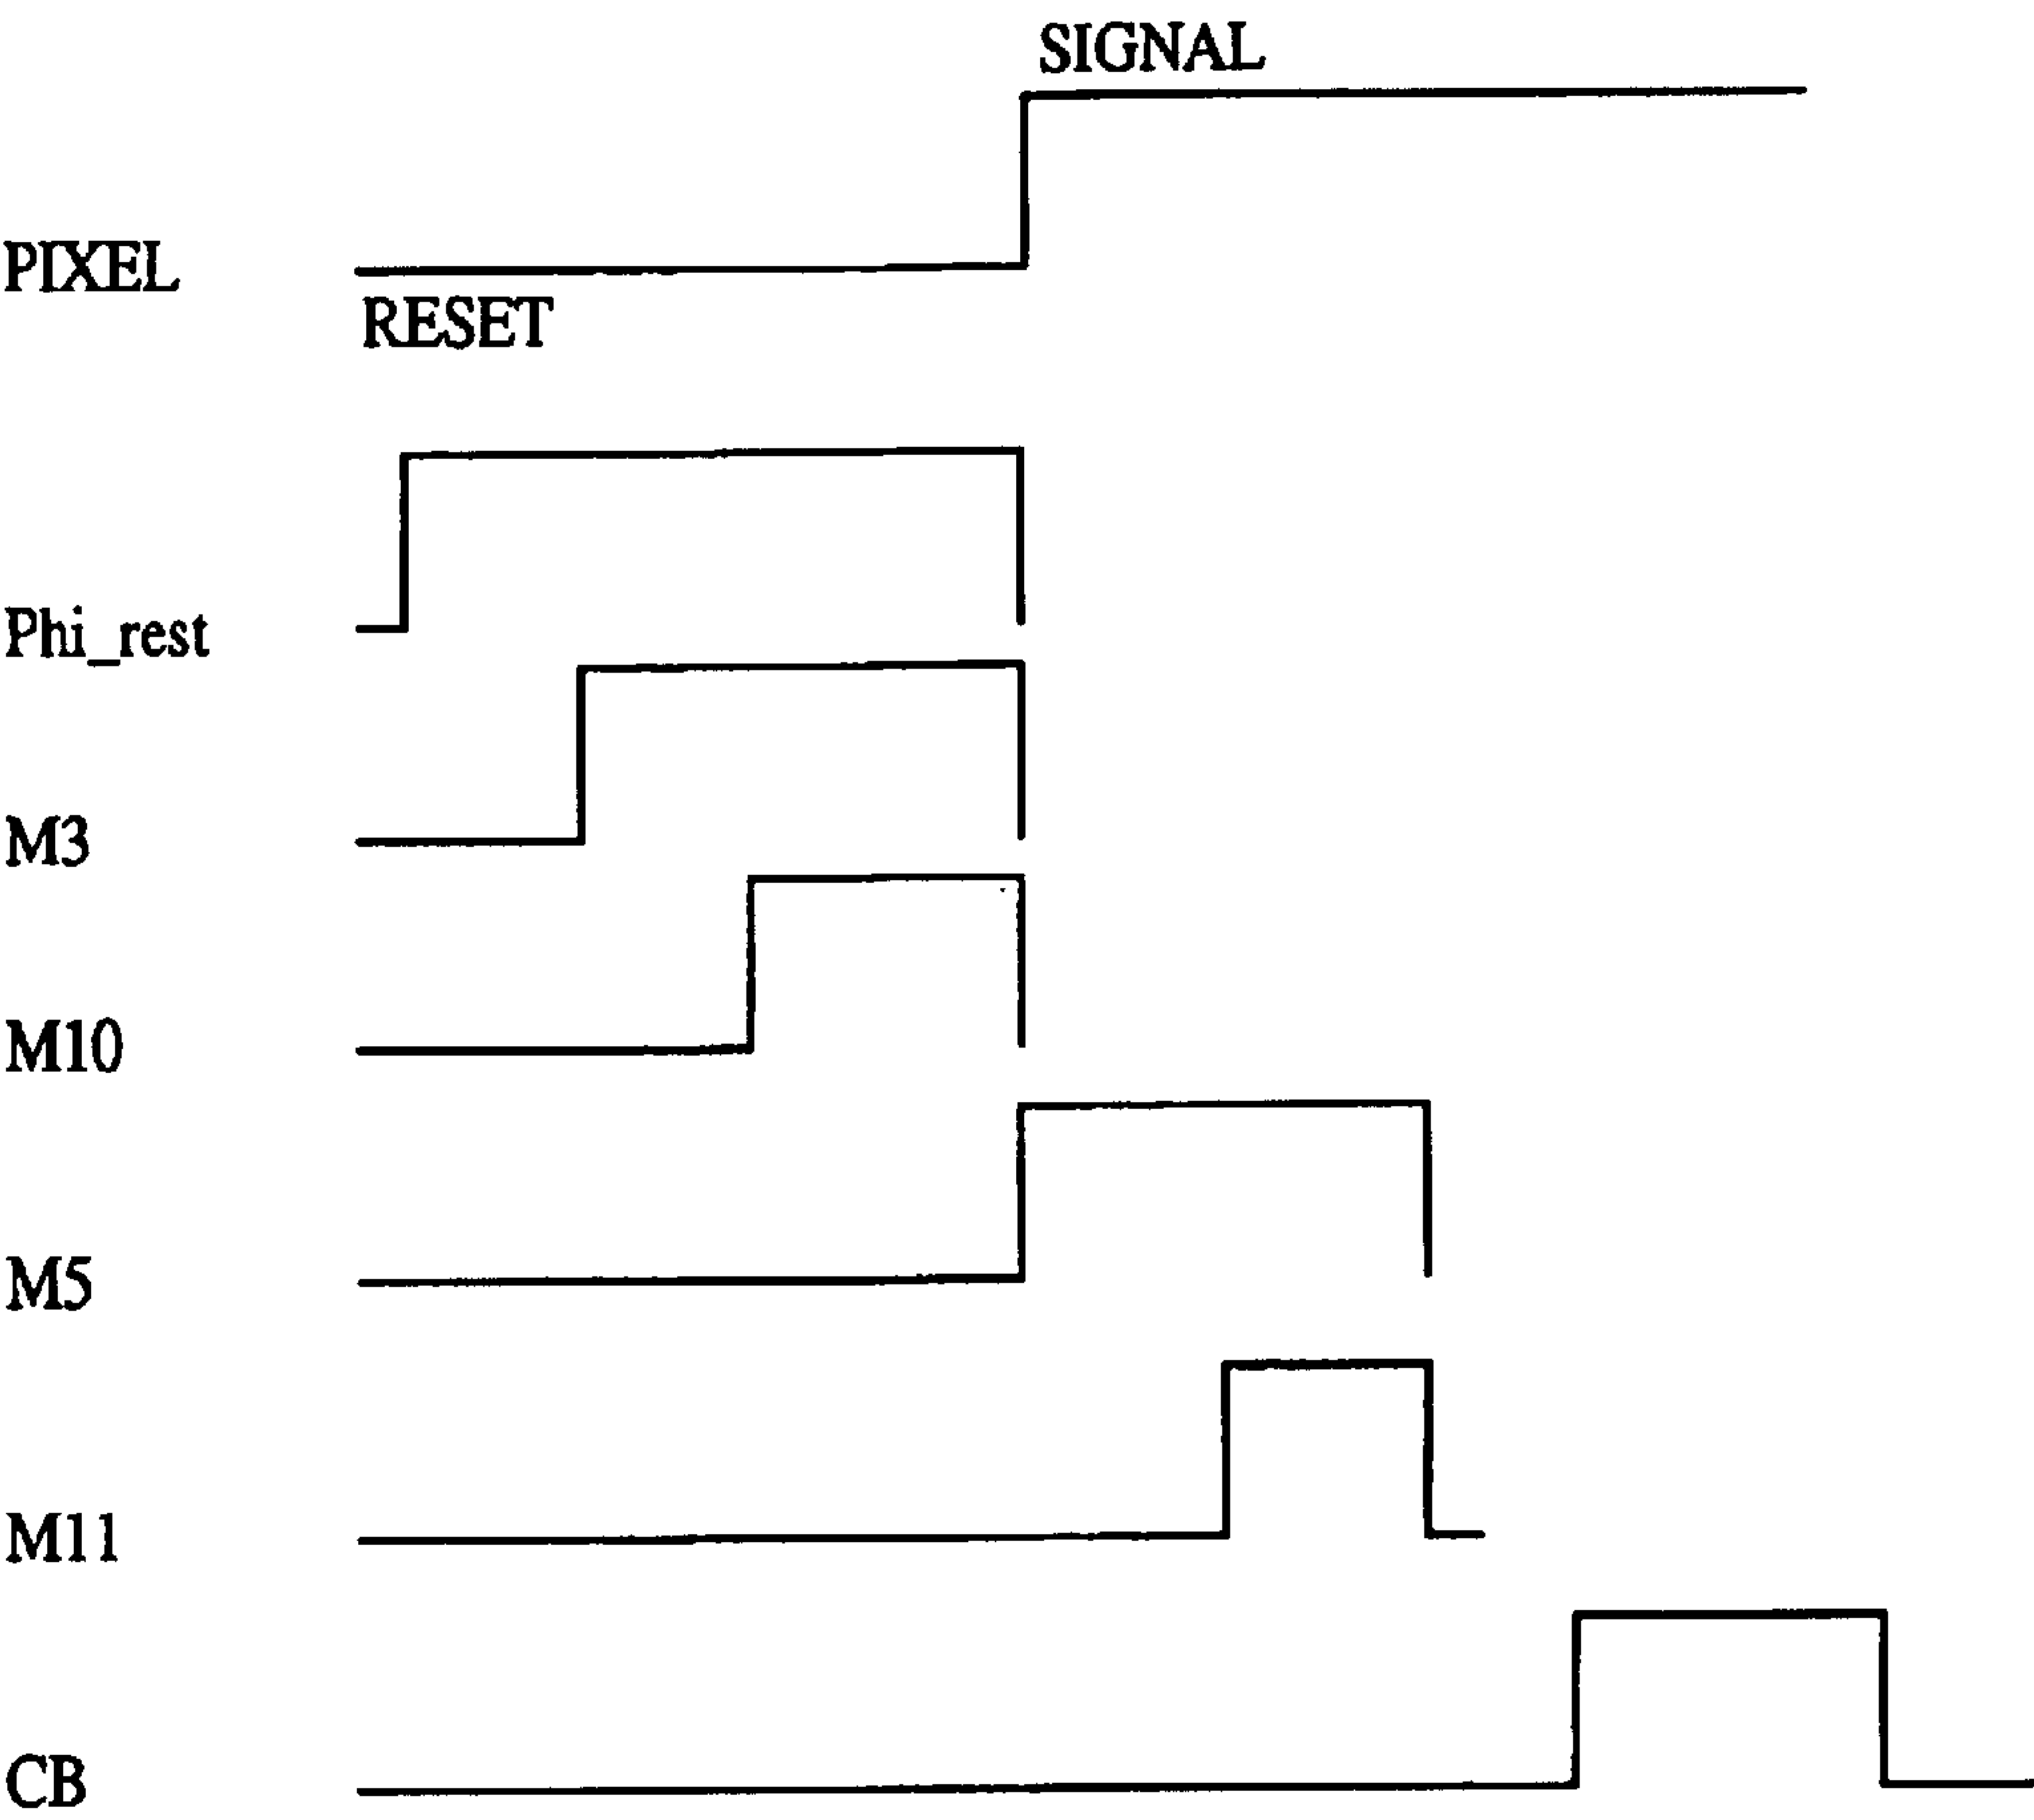 SIGNAL
PIXEL
RESET
Phi_rest
M3
M10
M5
M11
CB